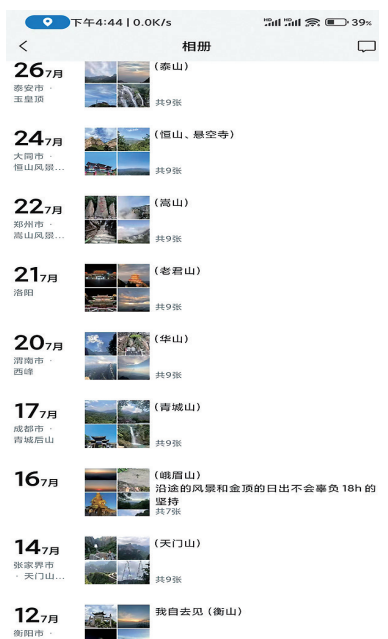 下午4:44 | 0.0K/s
HD HD 39%
相册
26 7月
(泰山)
泰安市 ·
玉皇顶
共9张
24 7月
(恒山、悬空寺)
大同市 ·
恒山风景...
共9张
22 7月
(嵩山)
郑州市 ·
嵩山风景...
共9张
21 7月
(老君山)
洛阳
共9张
20 7月
(华山)
渭南市 ·
西峰
共9张
17 7月
(青城山)
成都市 ·
青城后山
共9张
16 7月
(峨眉山)
沿途的风景和金顶的日出不会辜负 18h 的
坚持
共7张
14 7月
(天门山)
张家界市
· 天门山...
共9张
12 7月
我自去见 (衡山)
衡阳市 ·